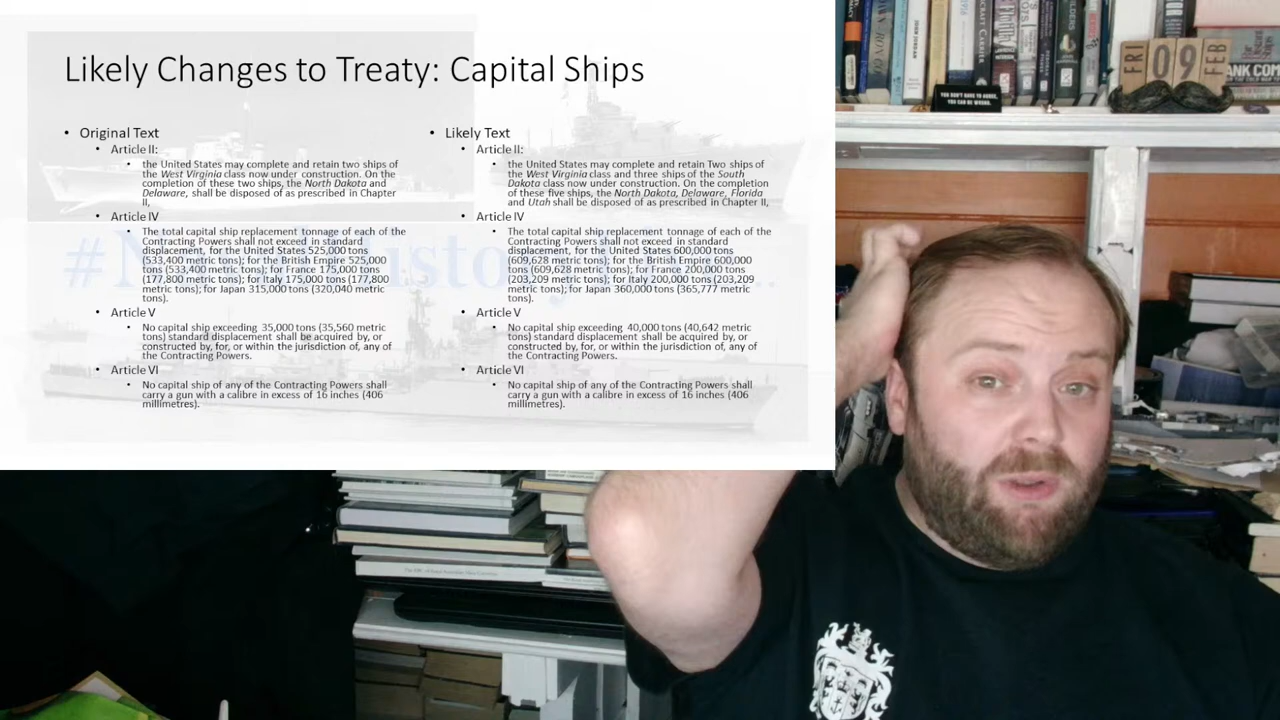 Likely Changes to Treaty: Capital Ships
• Original Text
• Article II:
• the United States may complete and retain two ships of
the West Virginia class now under construction. On the
completion of these two ships, the North Dakota and
Delaware, shall be disposed of as prescribed in Chapter
II,
• Article IV
• The total capital ship replacement tonnage of each of the
Contracting Powers shall not exceed in standard
displacement, for the United States 525,000 tons
(533,400 metric tons); for the British Empire 525,000
tons (533,400 metric tons); for France 175,000 tons
(177,800 metric tons); for Italy 175,000 tons (177,800
metric tons); for Japan 315,000 tons (320,040 metric
tons).
• Article V
• No capital ship exceeding 35,000 tons (35,560 metric
tons) standard displacement shall be acquired by, or
constructed by, for, or within the jurisdiction of, any of
the Contracting Powers.
• Article VI
• No capital ship of any of the Contracting Powers shall
carry a gun with a calibre in excess of 16 inches (406
millimetres).
• Likely Text
• Article II:
• the United States may complete and retain Two ships of
the West Virginia class and three ships of the South
Dakota class now under construction. On the completion
of these five ships, the North Dakota, Delaware, Florida
and Utah shall be disposed of as prescribed in Chapter II,
• Article IV
• The total capital ship replacement tonnage of each of the
Contracting Powers shall not exceed in standard
displacement, for the United States 600,000 tons
(609,628 metric tons); for the British Empire 600,000
tons (609,628 metric tons); for France 200,000 tons
(203,209 metric tons); for Italy 200,000 tons (203,209
metric tons); for Japan 360,000 tons (365,777 metric
tons).
• Article V
• No capital ship exceeding 40,000 tons (40,642 metric
tons) standard displacement shall be acquired by, or
constructed by, for, or within the jurisdiction of, any of
the Contracting Powers.
• Article VI
• No capital ship of any of the Contracting Powers shall
carry a gun with a calibre in excess of 16 inches (406
millimetres).
FRI 09 FEB
YOU DON'T HAVE TO AGREE,
YOU CAN BE WRONG.